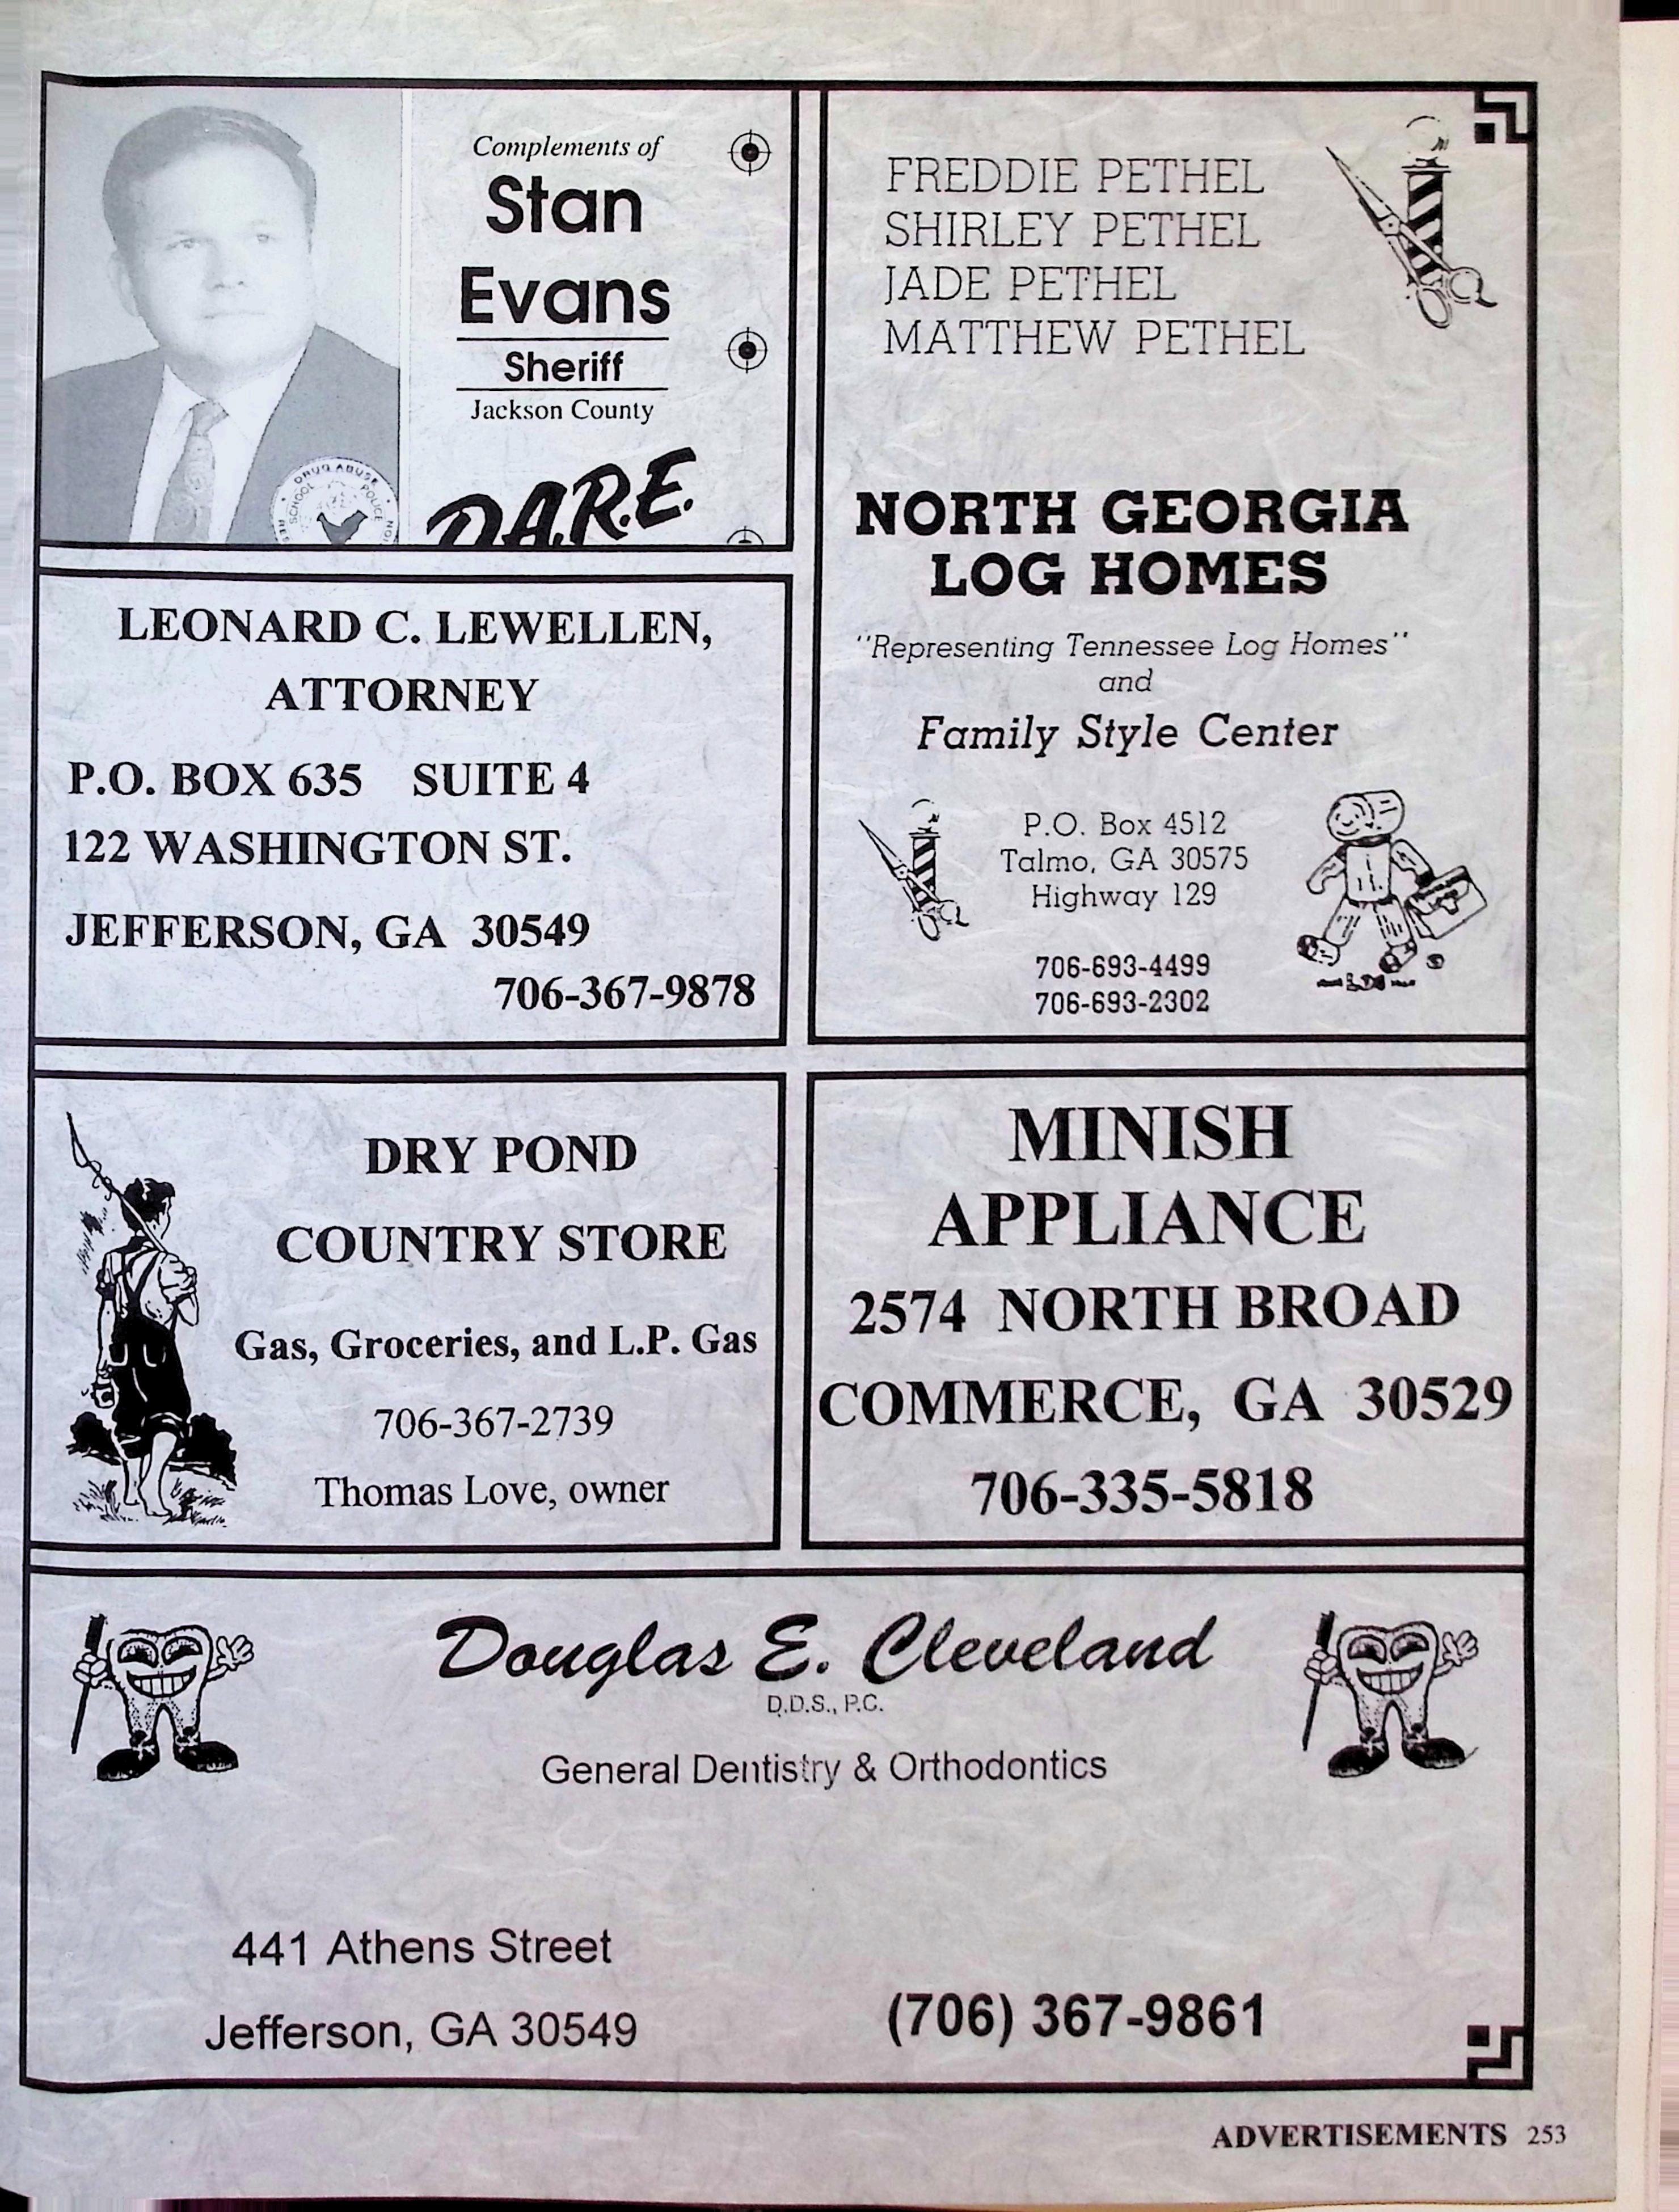 Complements of
Stan
Evans
Sheriff
Jackson County
DRUG ABUSE
SCHOOL
POLICE
D.A.R.E.
FREDDIE PETHEL
SHIRLEY PETHEL
JADE PETHEL
MATTHEW PETHEL
NORTH GEORGIA
LOG HOMES
"Representing Tennessee Log Homes"
and
Family Style Center
P.O. Box 4512
Talmo, GA 30575
Highway 129
706-693-4499
706-693-2302
LEONARD C. LEWELLEN,
ATTORNEY
P.O. BOX 635 SUITE 4
122 WASHINGTON ST.
JEFFERSON, GA 30549
706-367-9878
DRY POND
COUNTRY STORE
Gas, Groceries, and L.P. Gas
706-367-2739
Thomas Love, owner
MINISH
APPLIANCE
2574 NORTH BROAD
COMMERCE, GA 30529
706-335-5818
Douglas E. Cleveland
D.D.S., P.C.
General Dentistry & Orthodontics
441 Athens Street
Jefferson, GA 30549
(706) 367-9861
ADVERTISEMENTS 253